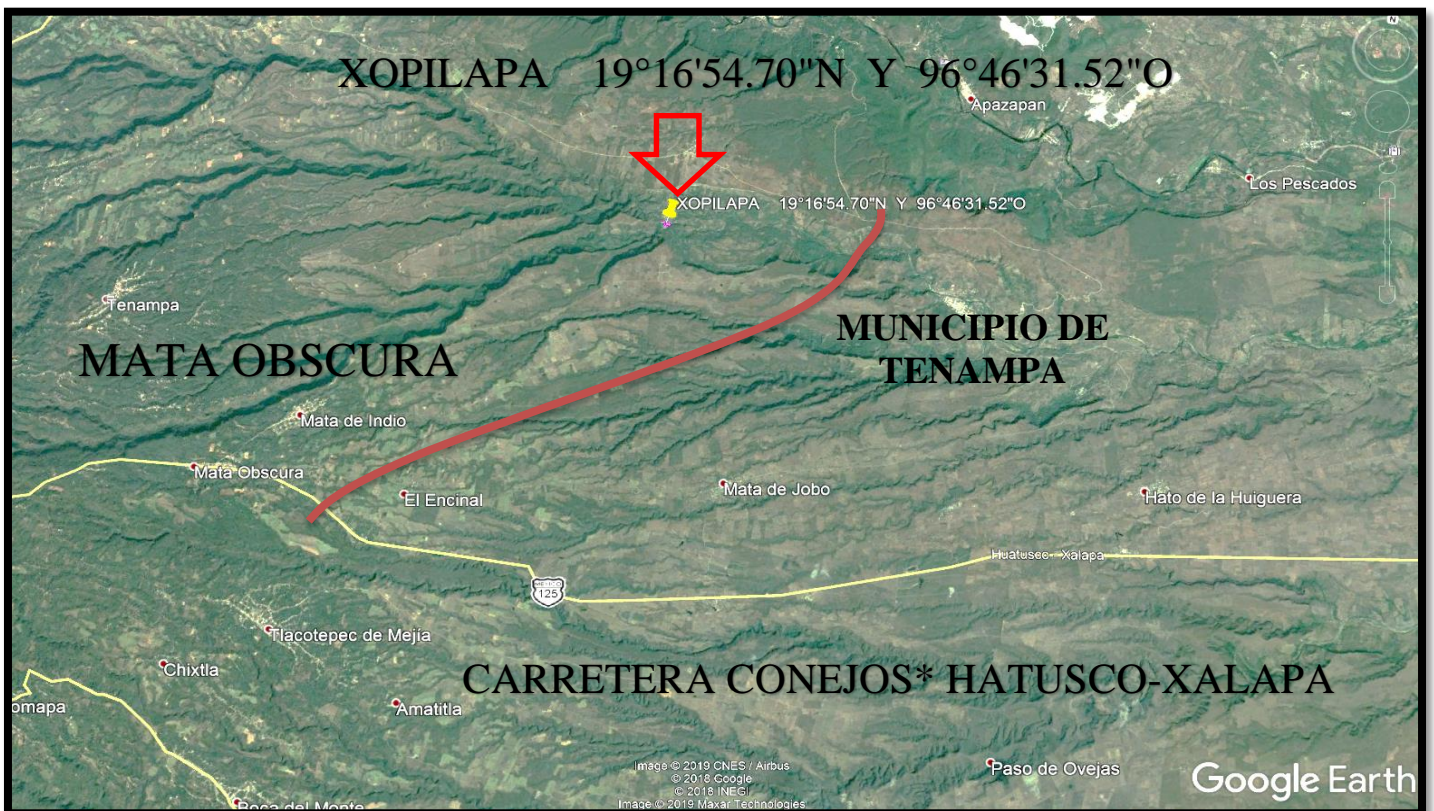 N
XOPILAPA 19°16'54.70"N Y 96°46'31.52"O
Apazapan
Los Pescados
XOPILAPA 19°16'54.70"N Y 96°46'31.52"O
Tenampa
MUNICIPIO DE
TENAMPA
MATA OBSCURA
Mata de Indio
Mata Obscura
El Encinal
Mata de Jobo
Hato de la Huiguera
Huatusco - Xalapa
MEXICO
125
Tlacotepec de Mejía
Chixtla
CARRETERA CONEJOS* HATUSCO-XALAPA
omapa
Amatitla
Paso de Ovejas
Image © 2019 CNES / Airbus
© 2018 Google
© 2018 INEGI
Image © 2019 Maxar Technologies
Google Earth
Boca del Monte